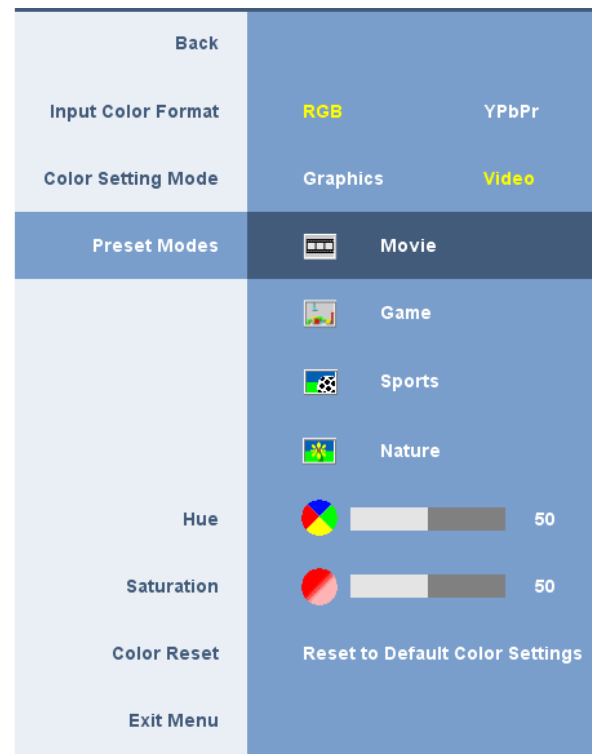 Back
Input Color Format RGB YPbPr
Color Setting Mode Graphics Video
Preset Modes Movie
Game
Sports
Nature
Hue 50
Saturation 50
Color Reset Reset to Default Color Settings
Exit Menu